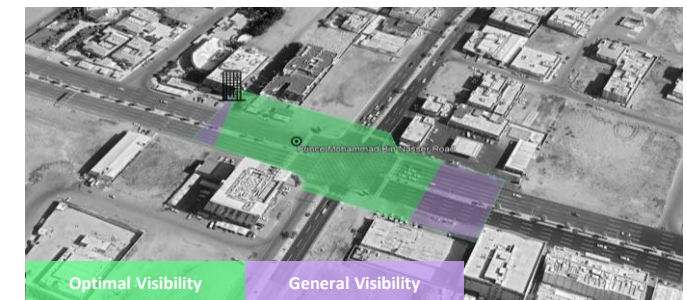 Prince Mohammad Bin Nasser Road
Optimal Visibility
General Visibility